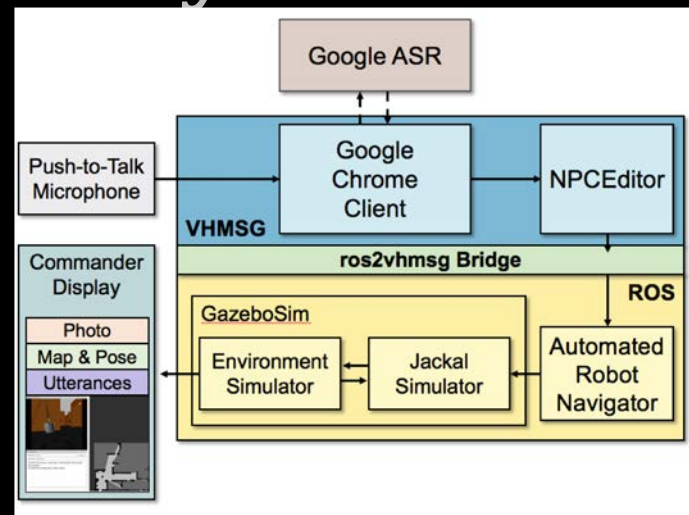 Google ASR
Push-to-Talk
Microphone
Google
Chrome
Client
NPCEditor
VHMSG
ros2vhmsg Bridge
ROS
Commander
Display
Photo
Map & Pose
Utterances
GazeboSim
Environment
Simulator
Jackal
Simulator
Automated
Robot
Navigator